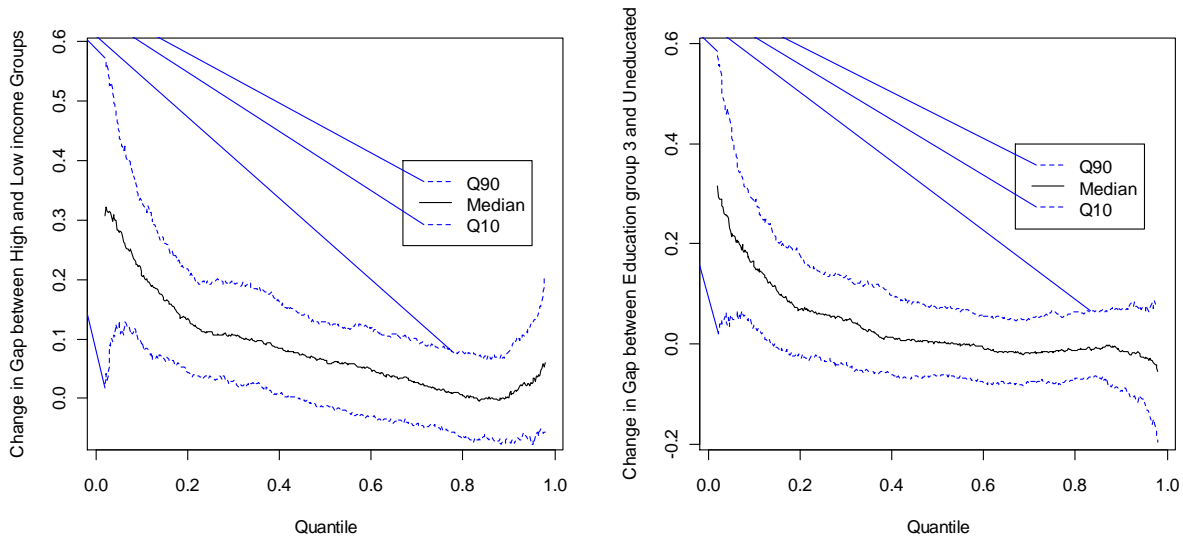 Change in Gap between High and Low income Groups
0.6
0.5
0.4
0.3
0.2
0.1
0.0
Q90
Median
Q10
0.0 0.2 0.4 0.6 0.8 1.0
Quantile
Change in Gap between Education group 3 and Uneducated
0.6
0.4
0.2
0.0
-0.2
Q90
Median
Q10
0.0 0.2 0.4 0.6 0.8 1.0
Quantile